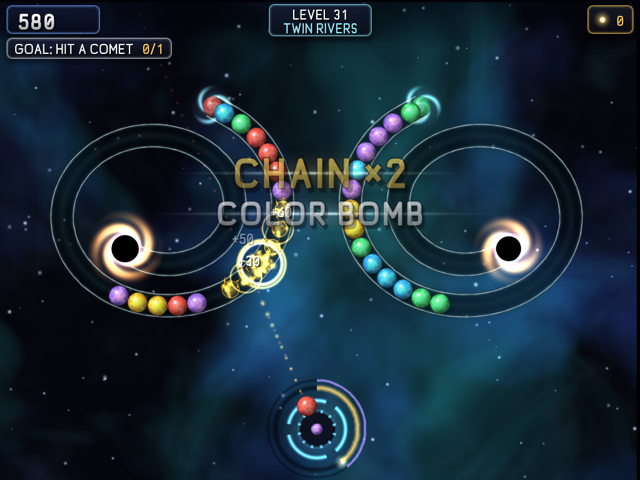 580
LEVEL 31
TWIN RIVERS
0
GOAL: HIT A COMET 0/1
CHAIN ×2
COLOR BOMB
+50